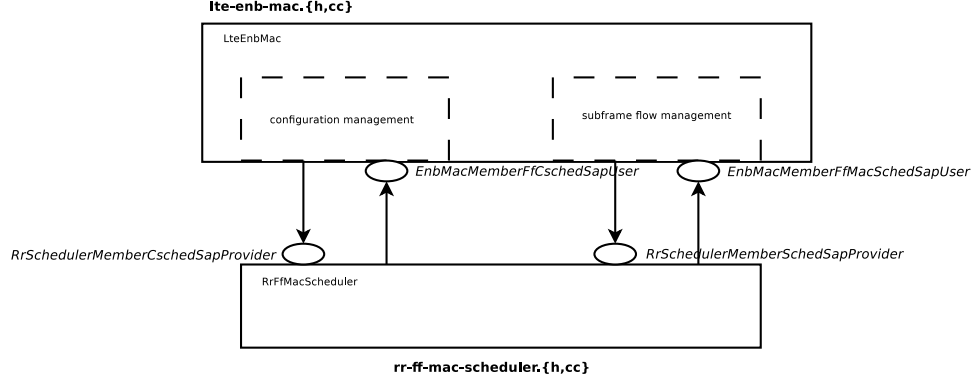 lte-enb-mac.{h,cc}
LteEnbMac
configuration management
subframe flow management
EnbMacMemberFfCschedSapUser
EnbMacMemberFfMacSchedSapUser
RrSchedulerMemberCschedSapProvider
RrSchedulerMemberSchedSapProvider
RrFfMacScheduler
rr-ff-mac-scheduler.{h,cc}